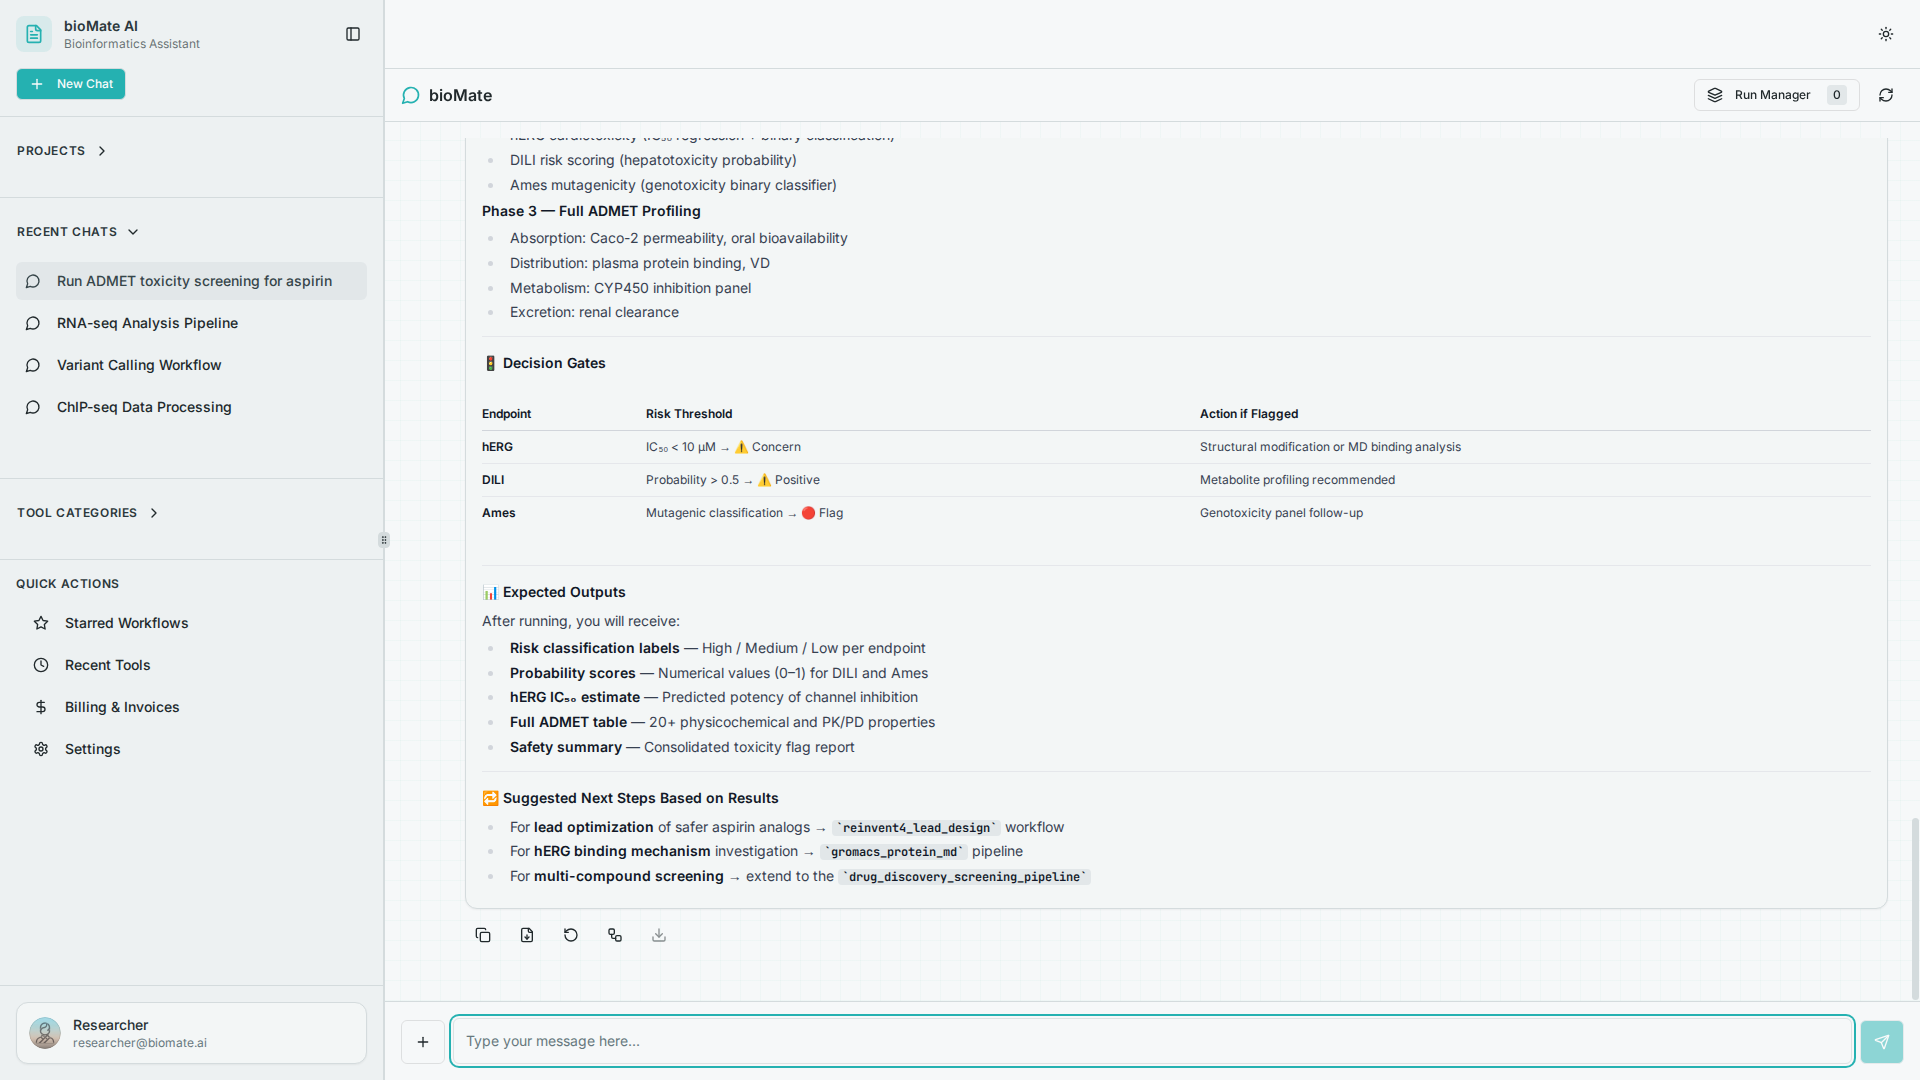 bioMate AI
Bioinformatics Assistant
New Chat
PROJECTS
RECENT CHATS
Run ADMET toxicity screening for aspirin
RNA-seq Analysis Pipeline
Variant Calling Workflow
ChIP-seq Data Processing
TOOL CATEGORIES
QUICK ACTIONS
Starred Workflows
Recent Tools
Billing & Invoices
Settings
Researcher
researcher@biomate.ai
bioMate
Run Manager 0
hERG cardiotoxicity (IC₅₀ regression + binary classification)
DILI risk scoring (hepatotoxicity probability)
Ames mutagenicity (genotoxicity binary classifier)
Phase 3 — Full ADMET Profiling
Absorption: Caco-2 permeability, oral bioavailability
Distribution: plasma protein binding, VD
Metabolism: CYP450 inhibition panel
Excretion: renal clearance
🚦 Decision Gates
Endpoint Risk Threshold Action if Flagged
hERG IC₅₀ < 10 µM → ⚠️ Concern Structural modification or MD binding analysis
DILI Probability > 0.5 → ⚠️ Positive Metabolite profiling recommended
Ames Mutagenic classification → 🔴 Flag Genotoxicity panel follow-up
📊 Expected Outputs
After running, you will receive:
Risk classification labels — High / Medium / Low per endpoint
Probability scores — Numerical values (0–1) for DILI and Ames
hERG IC₅₀ estimate — Predicted potency of channel inhibition
Full ADMET table — 20+ physicochemical and PK/PD properties
Safety summary — Consolidated toxicity flag report
🔁 Suggested Next Steps Based on Results
For lead optimization of safer aspirin analogs → `reinvent4_lead_design` workflow
For hERG binding mechanism investigation → `gromacs_protein_md` pipeline
For multi-compound screening → extend to the `drug_discovery_screening_pipeline`
Type your message here...